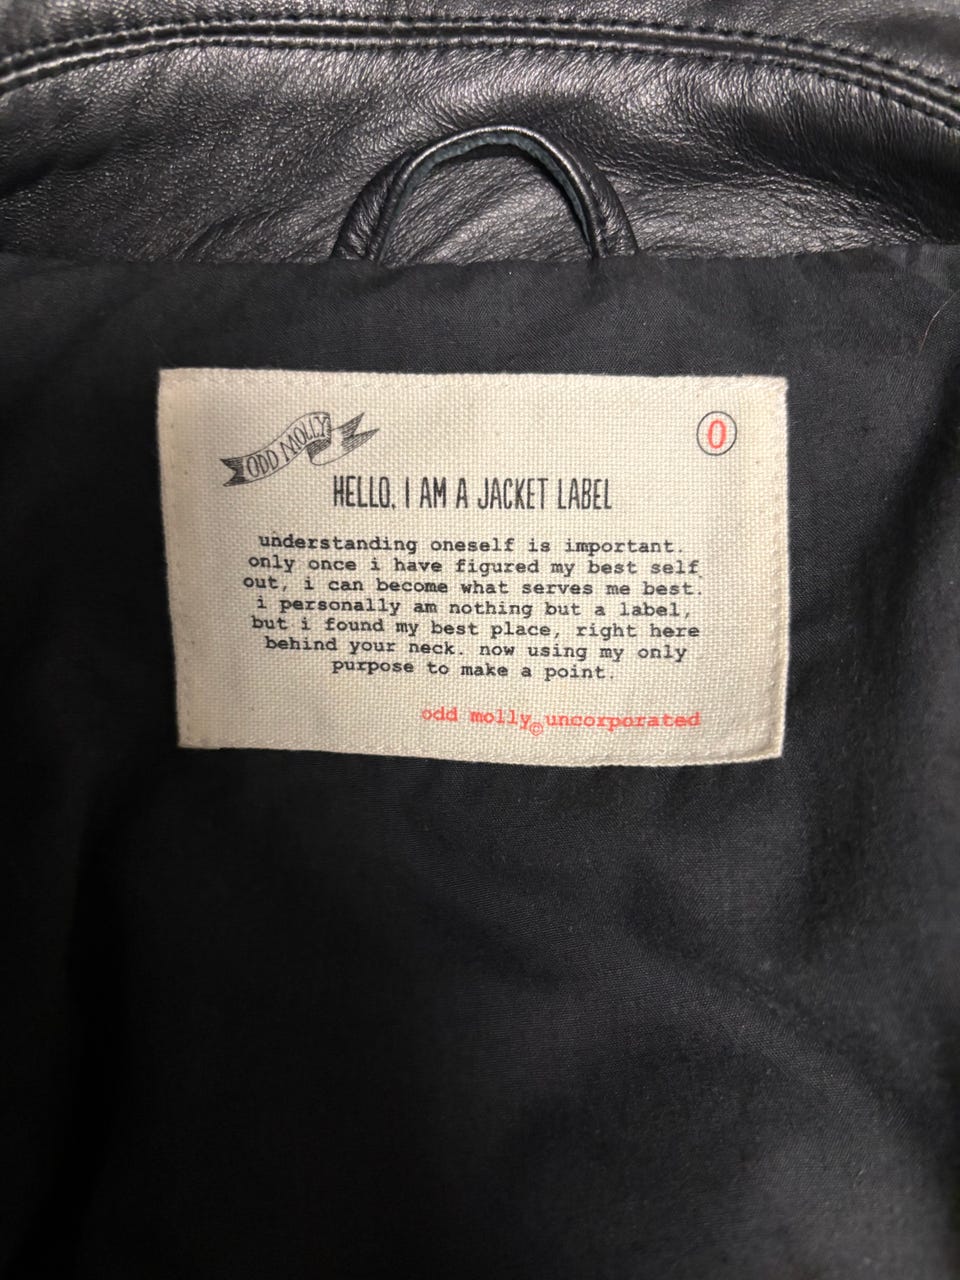 ODD MOLLY
0
HELLO, I AM A JACKET LABEL
understanding oneself is important.
only once i have figured my best self
out, i can become what serves me best.
i personally am nothing but a label,
but i found my best place, right here
behind your neck. now using my only
purpose to make a point.
odd molly©uncorporated